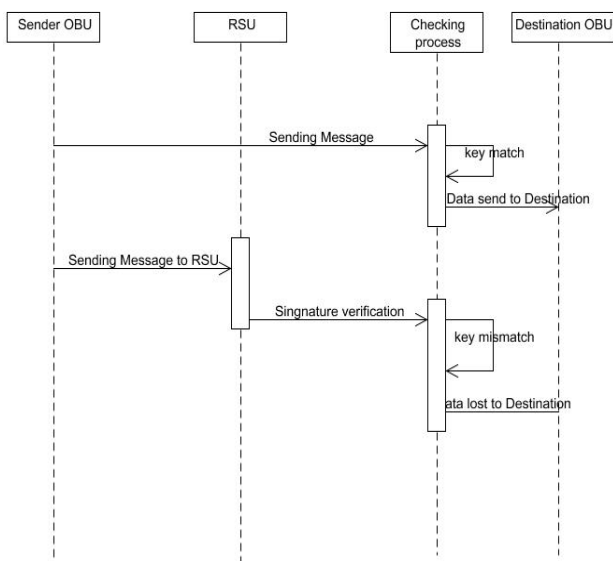 Sender OBU
RSU
Checking
process
Destination OBU
Sending Message
key match
Data send to Destination
Sending Message to RSU
Singnature verification
key mismatch
ata lost to Destination